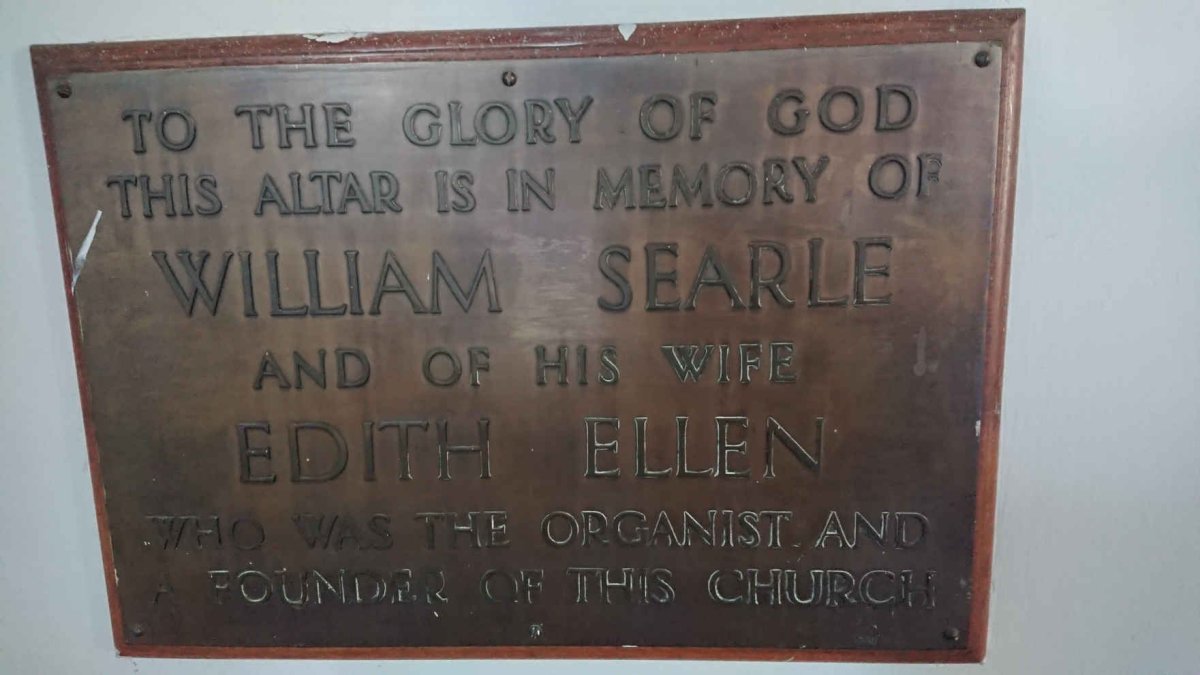 TO THE GLORY OF GOD
THIS ALTAR IS IN MEMORY OF
WILLIAM SEARLE
AND OF HIS WIFE
EDITH ELLEN
WHO WAS THE ORGANIST AND
A FOUNDER OF THIS CHURCH